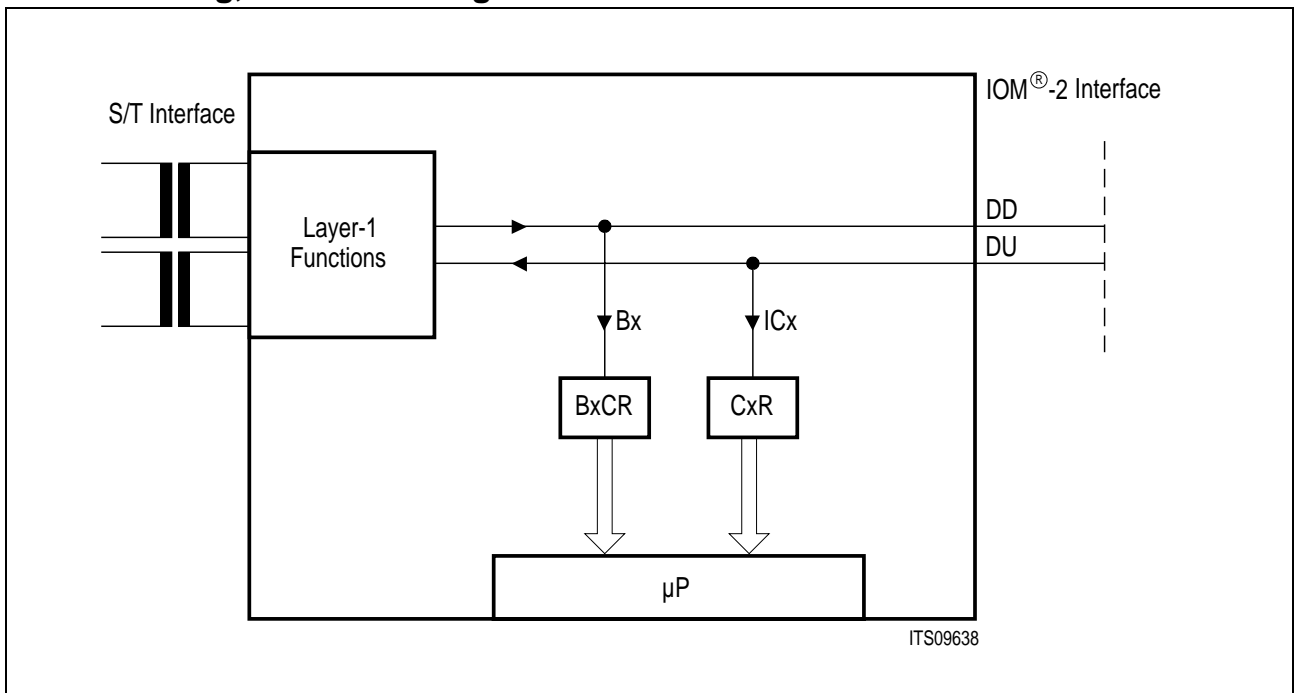 IOM®-2 Interface
S/T Interface
Layer-1
Functions
DD
DU
Bx
ICx
BxCR
CxR
µP
ITS09638